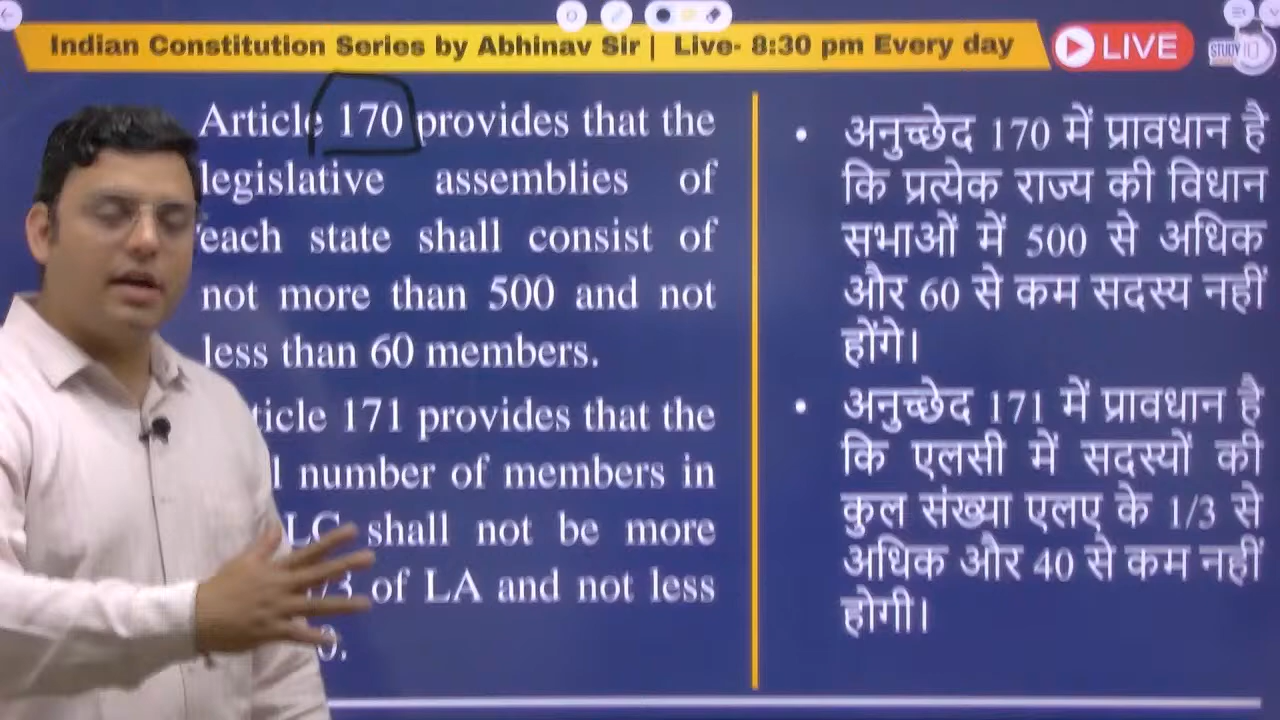 Indian Constitution Series by Abhinav Sir | Live- 8:30 pm Every day
LIVE
STUDY
Article 170 provides that the
legislative assemblies of
each state shall consist of
not more than 500 and not
less than 60 members.
ticle 171 provides that the
l number of members in
LC shall not be more
/3 of LA and not less
0.
• अनुच्छेद 170 में प्रावधान है
कि प्रत्येक राज्य की विधान
सभाओं में 500 से अधिक
और 60 से कम सदस्य नहीं
होंगे।
• अनुच्छेद 171 में प्रावधान है
कि एलसी में सदस्यों की
कुल संख्या एलए के 1/3 से
अधिक और 40 से कम नहीं
होगी।